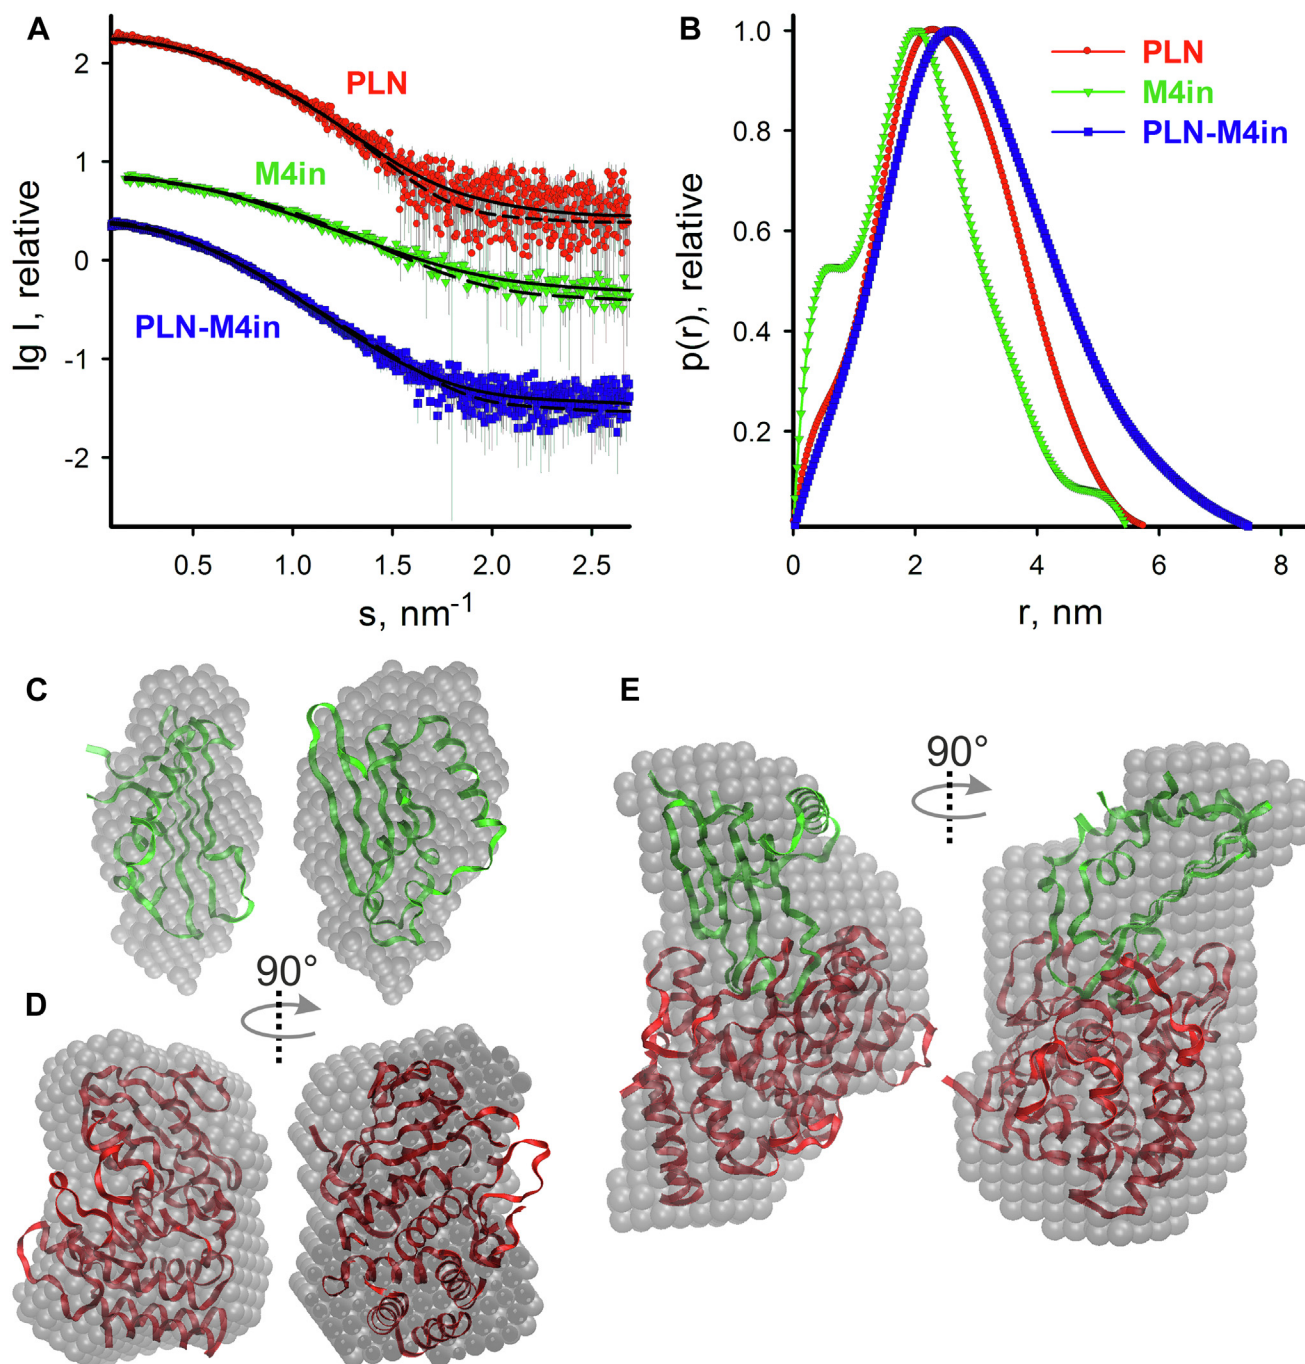 A
lg I, relative
2
1
0
-1
-2
PLN
M4in
PLN-M4in
0.5 1.0 1.5 2.0 2.5
s, nm-1
B
p(r), relative
1.0
0.8
0.6
0.4
0.2
PLN
M4in
PLN-M4in
0 2 4 6 8
r, nm
C
D
90°
E
90°